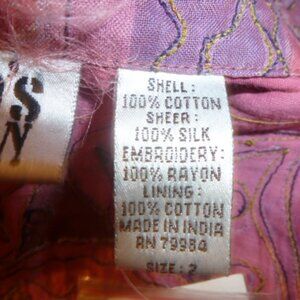 SHELL:
100% COTTON
SHEER:
100% SILK
EMBROIDERY:
100% RAYON
LINING:
100% COTTON
MADE IN INDIA
RN 79984
SIZE: 2